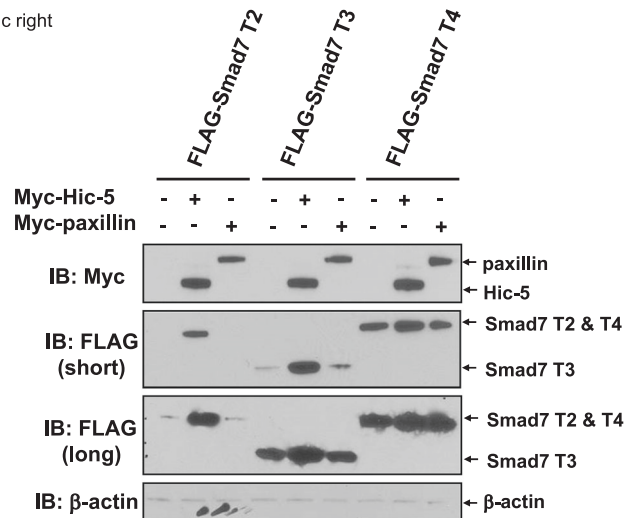 c right
FLAG-Smad7 T2
FLAG-Smad7 T3
FLAG-Smad7 T4
Myc-Hic-5 - + - - + - - + -
Myc-paxillin - - + - - + - - +
IB: Myc
paxillin
Hic-5
IB: FLAG
(short)
Smad7 T2 & T4
Smad7 T3
IB: FLAG
(long)
Smad7 T2 & T4
Smad7 T3
IB: β-actin
β-actin